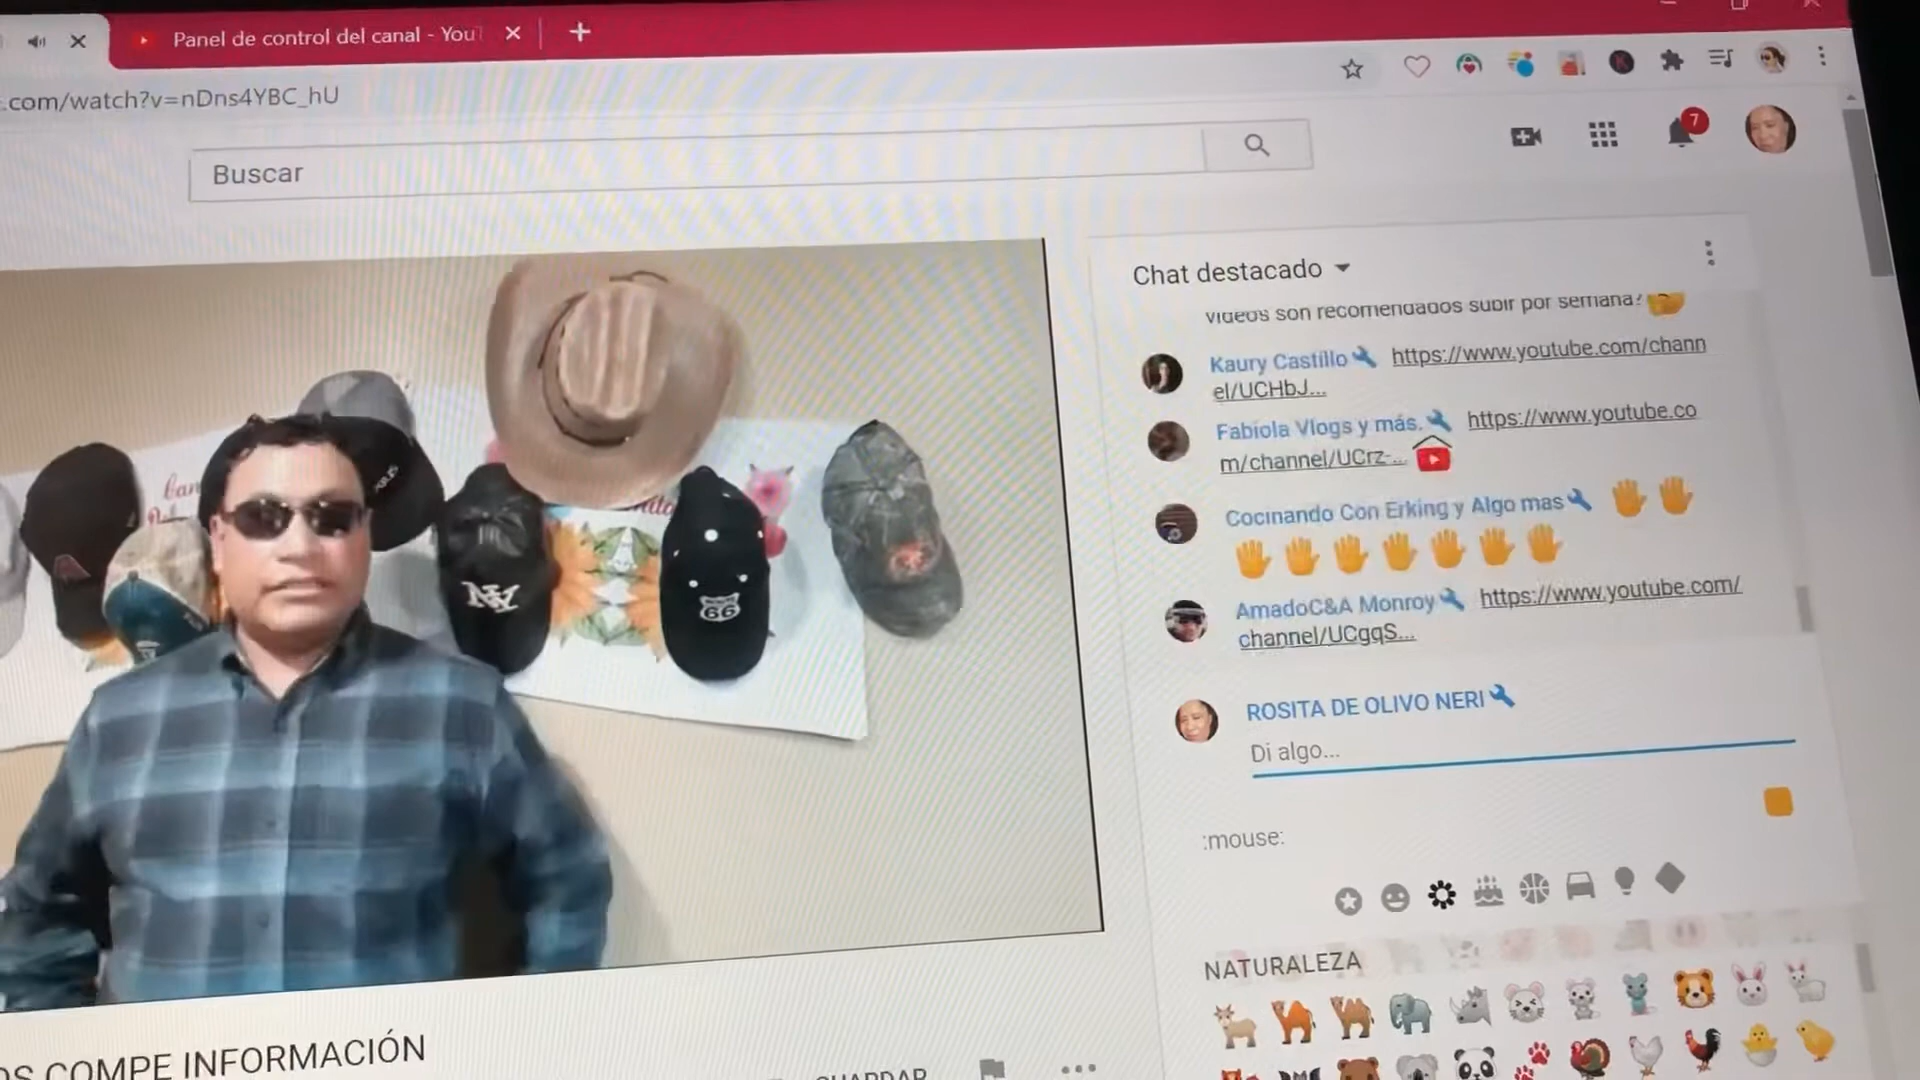 Panel de control del canal - You
.com/watch?v=nDns4YBC_hU
Buscar
7
Chat destacado
videos son recomendados subir por semana?
Kaury Castillo https://www.youtube.com/chann
el/UCHbJ...
Fabiola Vlogs y más. https://www.youtube.co
m/channel/UCrz-...
Cocinando Con Erking y Algo mas
AmadoC&A Monroy https://www.youtube.com/
channel/UCgqS...
ROSITA DE OLIVO NERI
Di algo...
:mouse:
NATURALEZA
NY
66
OS COMPE INFORMACIÓN
GUARDAR